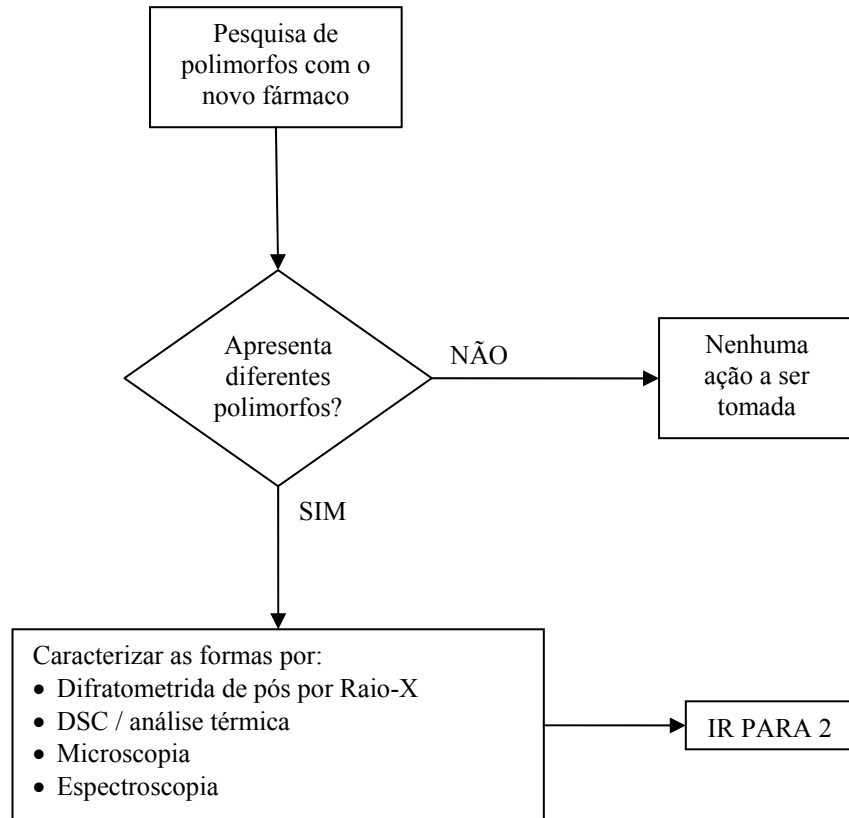 Pesquisa de
polimorfos com o
novo fármaco
Apresenta
diferentes
polimorfos?
NÃO
Nenhuma
ação a ser
tomada
SIM
Caracterizar as formas por:
• Difratometrida de pós por Raio-X
• DSC / análise térmica
• Microscopia
• Espectroscopia
IR PARA 2